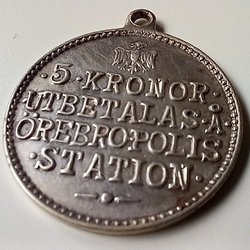 ·5·KRONOR·
UTBETALAS·Å
ÖREBRO·POLIS
·STATION·